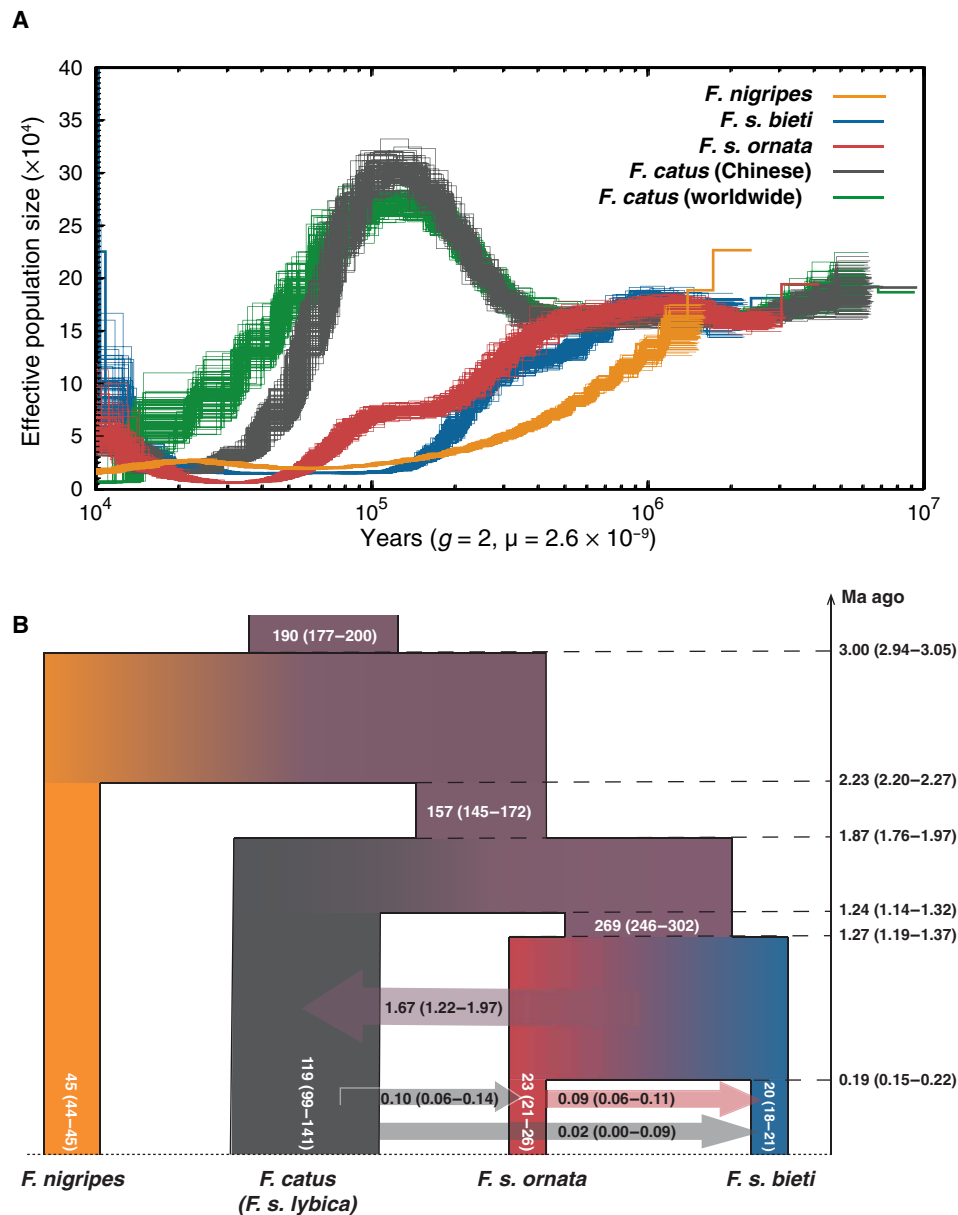 A
40
35
30
25
20
15
10
5
0
Effective population size (×10⁴)
F. nigripes
F. s. bieti
F. s. ornata
F. catus (Chinese)
F. catus (worldwide)
10⁴
10⁵
10⁶
10⁷
Years (g = 2, μ = 2.6 × 10⁻⁹)
B
Ma ago
190 (177–200)
3.00 (2.94–3.05)
2.23 (2.20–2.27)
157 (145–172)
1.87 (1.76–1.97)
1.24 (1.14–1.32)
269 (246–302)
1.27 (1.19–1.37)
1.67 (1.22–1.97)
0.19 (0.15–0.22)
45 (44–45)
119 (99–141)
23 (21–26)
20 (18–21)
0.10 (0.06–0.14)
0.09 (0.06–0.11)
0.02 (0.00–0.09)
F. nigripes
F. catus
(F. s. lybica)
F. s. ornata
F. s. bieti